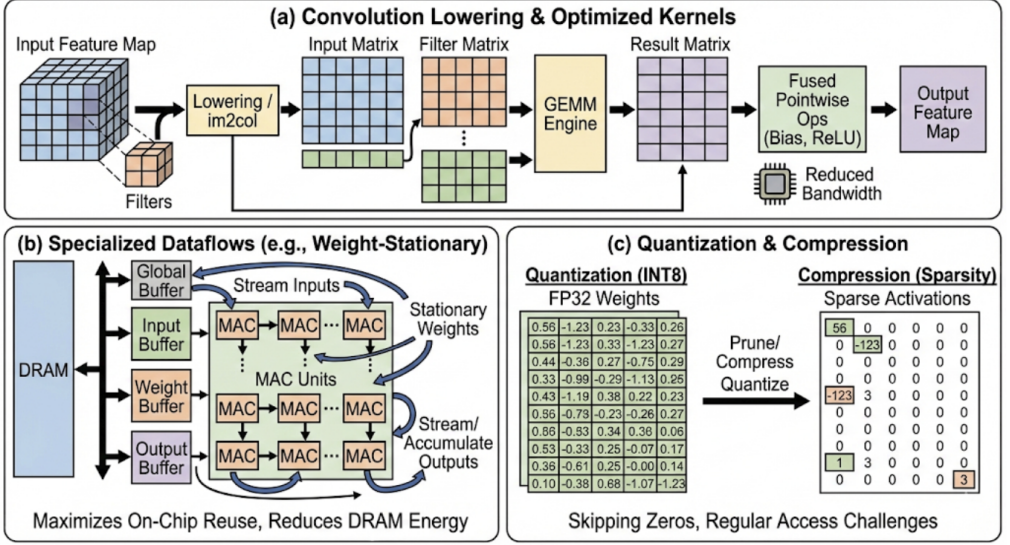 (a) Convolution Lowering & Optimized Kernels
Input Feature Map
Filters
Lowering /
im2col
Input Matrix
Filter Matrix
GEMM
Engine
Result Matrix
Fused
Pointwise
Ops
(Bias, ReLU)
Reduced
Bandwidth
Output
Feature
Map
(b) Specialized Dataflows (e.g., Weight-Stationary)
DRAM
Global
Buffer
Input
Buffer
Weight
Buffer
Output
Buffer
Stream Inputs
Stationary
Weights
MAC MAC ··· MAC
MAC Units
MAC MAC ··· MAC
MAC MAC ··· MAC
Stream/
Accumulate
Outputs
Maximizes On-Chip Reuse, Reduces DRAM Energy
(c) Quantization & Compression
Quantization (INT8)
FP32 Weights
0.56 -1.23 0.23 -0.33 0.26
0.56 -1.23 0.33 -1.23 0.27
0.44 -0.36 0.27 -0.75 0.29
0.33 -0.99 -0.29 -1.13 0.25
0.43 -1.19 0.38 0.22 0.23
0.56 -0.73 -0.23 -0.26 0.27
0.86 -0.53 0.34 0.36 0.06
0.53 -0.33 0.25 -0.07 0.17
0.36 -0.61 0.25 -0.00 0.14
0.10 -0.38 0.68 -1.07 -1.23
Prune/
Compress
Quantize
Compression (Sparsity)
Sparse Activations
56 0 0 0 0 0
0 -123 0 0 0 0
0 0 0 0 0 0
0 0 0 0 0 0
-123 3 0 0 0 0
0 0 0 0 0 0
0 0 0 0 0 0
0 0 0 0 0 0
1 3 0 0 0 0
0 0 0 0 0 3
Skipping Zeros, Regular Access Challenges